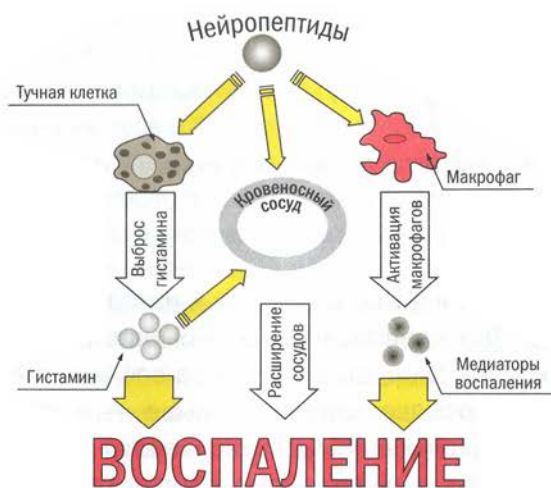 Нейропептиды
Тучная клетка
Макрофаг
Кровеносный
сосуд
Выброс
гистамина
Активация
макрофагов
Гистамин
Расширение
сосудов
Медиаторы
воспаления
ВОСПАЛЕНИЕ